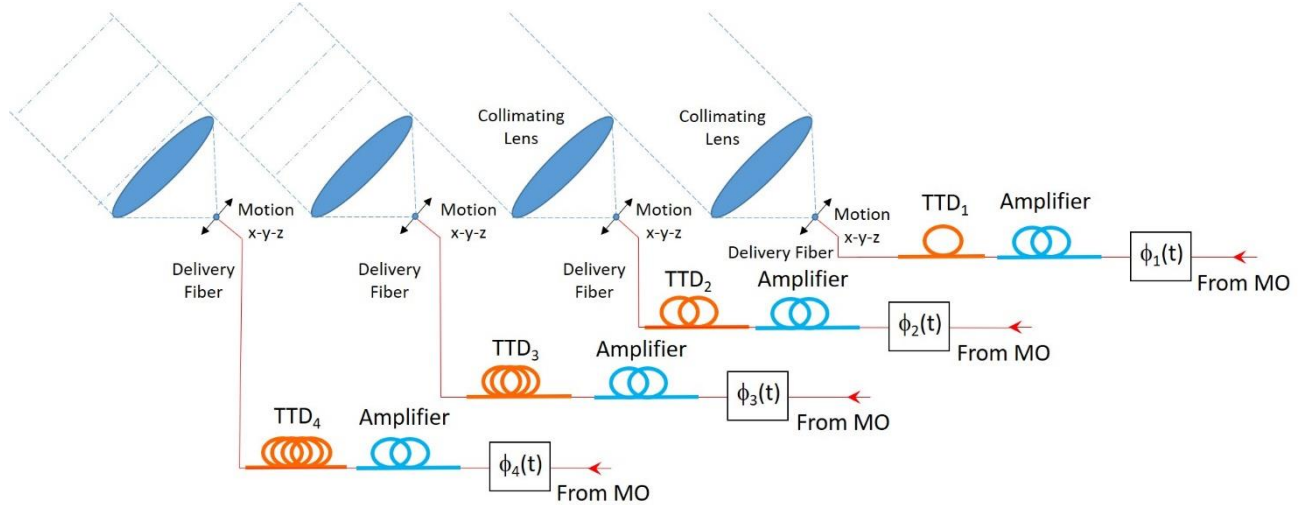 Collimating
Lens
Collimating
Lens
Motion
x-y-z
Motion
x-y-z
Motion
x-y-z
Motion
x-y-z
TTD₁
Amplifier
ϕ₁(t)
From MO
Delivery
Fiber
Delivery
Fiber
Delivery
Fiber
Delivery Fiber
TTD₂
Amplifier
ϕ₂(t)
From MO
TTD₃
Amplifier
ϕ₃(t)
From MO
TTD₄
Amplifier
ϕ₄(t)
From MO